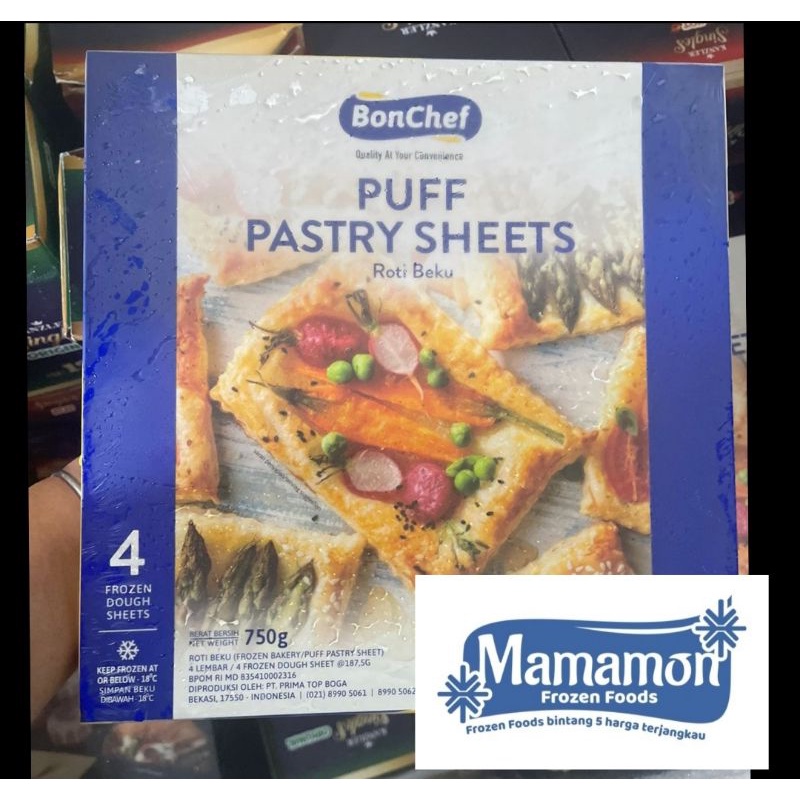 KANZLER
Singles
BonChef
Quality At Your Convenience
PUFF
PASTRY SHEETS
Roti Beku
4
FROZEN
DOUGH
SHEETS
KEEP FROZEN AT
OR BELOW - 18°C
SIMPAN BEKU
DIBAWAH - 18°C
BERAT BERSIH
NET WEIGHT 750g
ROTI BEKU (FROZEN BAKERY/PUFF PASTRY SHEET)
4 LEMBAR / 4 FROZEN DOUGH SHEET @187,5G
BPOM RI MD 835410002316
DIPRODUKSI OLEH: PT. PRIMA TOP BOGA
BEKASI, 17550 - INDONESIA | (021) 8990 5061 | 8990 5062
Mamamon
Frozen Foods
Frozen Foods bintang 5 harga terjangkau